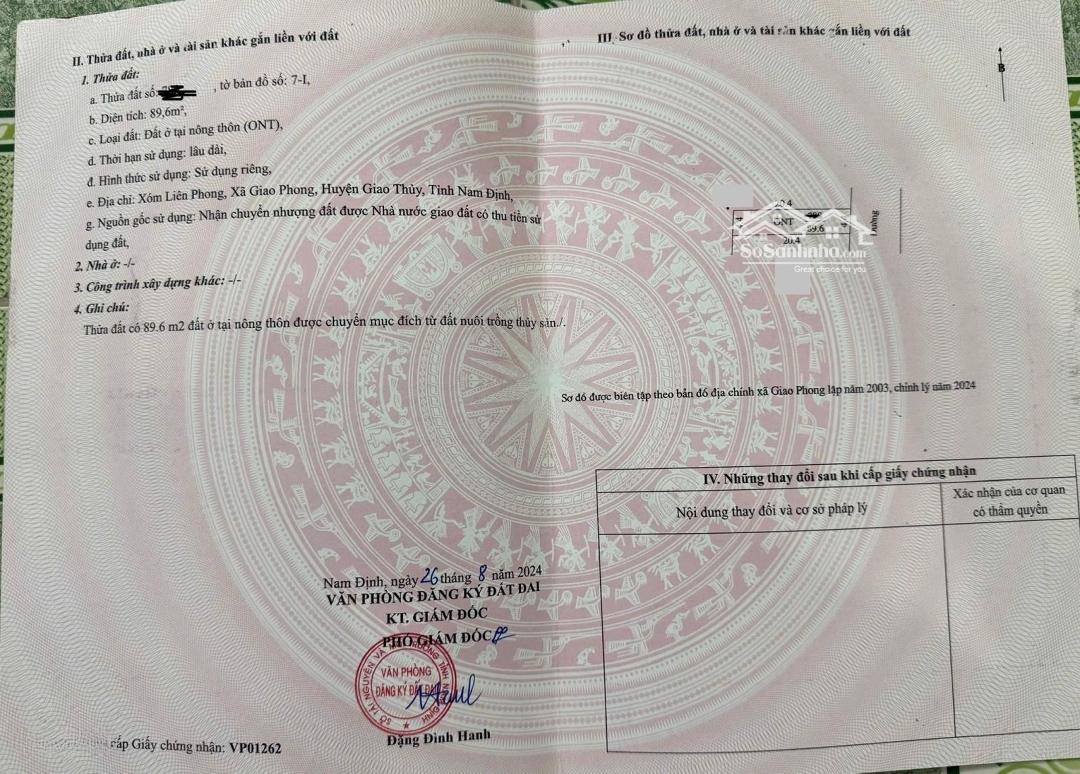 II. Thửa đất, nhà ở và tài sản khác gắn liền với đất
1. Thửa đất:
a. Thửa đất số: , tờ bản đồ số: 7-I,
b. Diện tích: 89,6m²,
c. Loại đất: Đất ở tại nông thôn (ONT),
d. Thời hạn sử dụng: lâu dài,
đ. Hình thức sử dụng: Sử dụng riêng,
e. Địa chỉ: Xóm Liên Phong, Xã Giao Phong, Huyện Giao Thủy, Tỉnh Nam Định,
g. Nguồn gốc sử dụng: Nhận chuyển nhượng đất được Nhà nước giao đất có thu tiền sử
dụng đất,
2. Nhà ở: -/-
3. Công trình xây dựng khác: -/-
4. Ghi chú:
Thửa đất có 89.6 m2 đất ở tại nông thôn được chuyển mục đích từ đất nuôi trồng thủy sản./.
Nam Định, ngày 26 tháng 8 năm 2024
VĂN PHÒNG ĐĂNG KÝ ĐẤT ĐAI
KT. GIÁM ĐỐC
PHÓ GIÁM ĐỐC
SỞ TÀI NGUYÊN VÀ MÔI TRƯỜNG TỈNH NAM ĐỊNH
VĂN PHÒNG
ĐĂNG KÝ ĐẤT ĐAI
Đặng Đình Hanh
cấp Giấy chứng nhận: VP01262
III. Sơ đồ thửa đất, nhà ở và tài sản khác gắn liền với đất
B
20.4
ONT
89.6
20.4
Đường
SoSanhnha.com
Great choice for you
Sơ đồ được biên tập theo bản đồ địa chính xã Giao Phong lập năm 2003, chỉnh lý năm 2024
IV. Những thay đổi sau khi cấp giấy chứng nhận
Nội dung thay đổi và cơ sở pháp lý
Xác nhận của cơ quan
có thẩm quyền